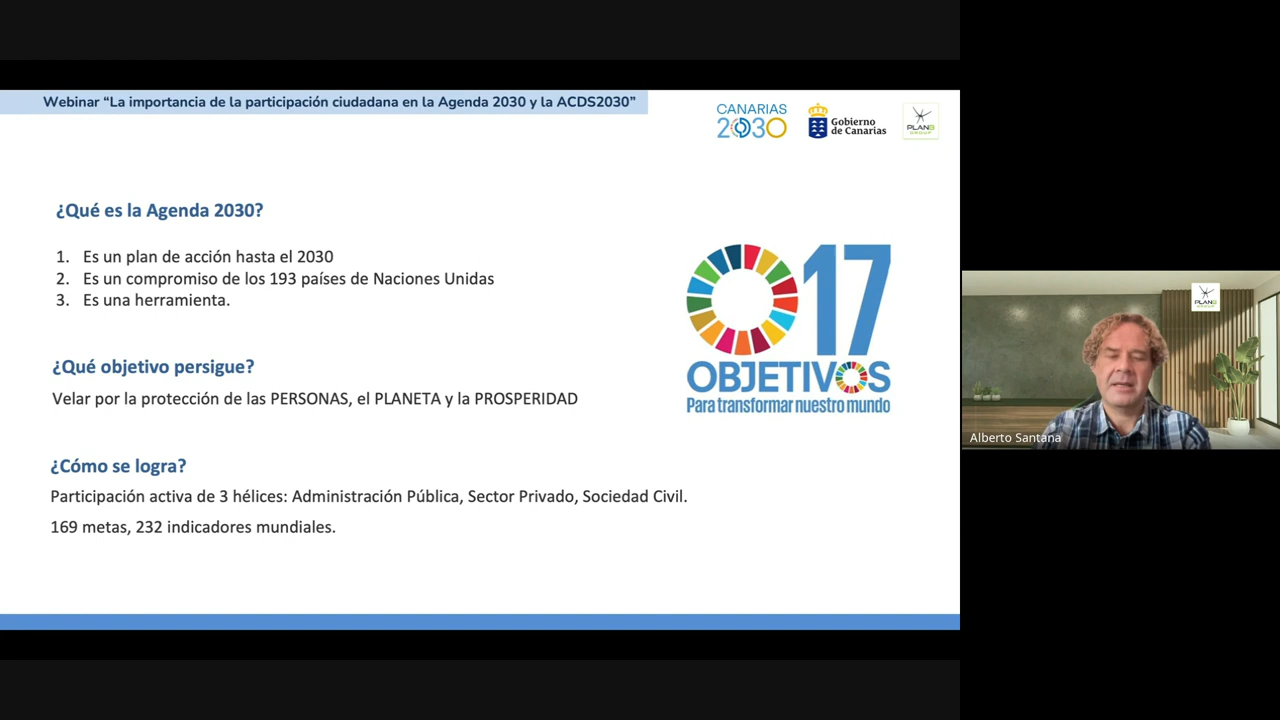 Webinar “La importancia de la participación ciudadana en la Agenda 2030 y la ACDS2030”
CANARIAS
2030
Gobierno
de Canarias
PLANB
GROUP
¿Qué es la Agenda 2030?
1. Es un plan de acción hasta el 2030
2. Es un compromiso de los 193 países de Naciones Unidas
3. Es una herramienta.
17
OBJETIVOS
Para transformar nuestro mundo
¿Qué objetivo persigue?
Velar por la protección de las PERSONAS, el PLANETA y la PROSPERIDAD
¿Cómo se logra?
Participación activa de 3 hélices: Administración Pública, Sector Privado, Sociedad Civil.
169 metas, 232 indicadores mundiales.
PLANB
GROUP
Alberto Santana